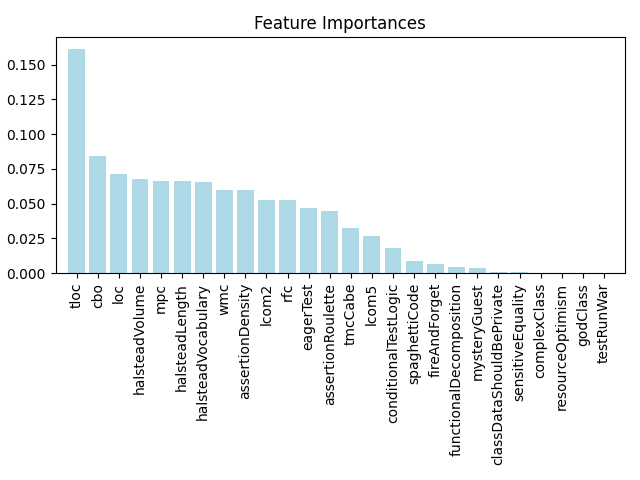 Feature Importances
0.150
0.125
0.100
0.075
0.050
0.025
0.000
tloc
cbo
loc
halsteadVolume
mpc
halsteadLength
halsteadVocabulary
wmc
assertionDensity
lcom2
rfc
eagerTest
assertionRoulette
tmcCabe
lcom5
conditionalTestLogic
spaghettiCode
fireAndForget
functionalDecomposition
mysteryGuest
classDataShouldBePrivate
sensitiveEquality
complexClass
resourceOptimism
godClass
testRunWar